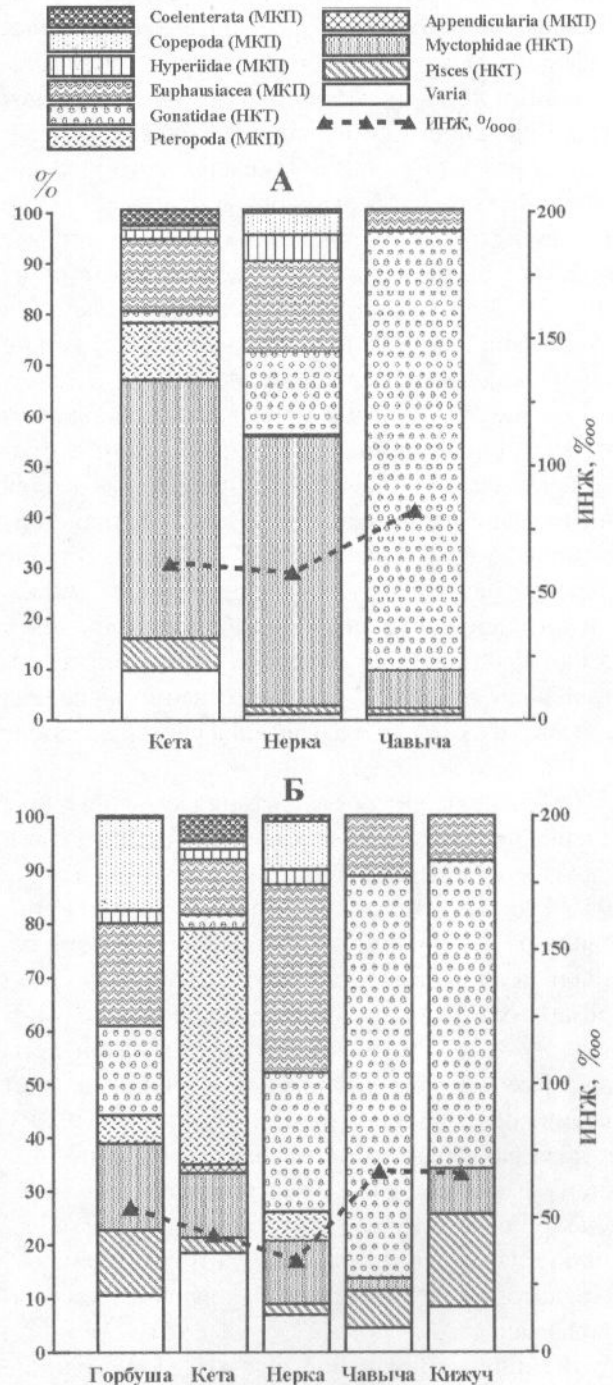 Coelenterata (МКП)
Copepoda (МКП)
Hyperiidae (МКП)
Euphausiacea (МКП)
Gonatidae (НКТ)
Pteropoda (МКП)
Appendicularia (МКП)
Myctophidae (НКТ)
Pisces (НКТ)
Varia
ИНЖ, %ооо
А
%
100
90
80
70
60
50
40
30
20
10
0
200
150
100
50
0
ИНЖ, %ооо
Кета Нерка Чавыча
Б
100
90
80
70
60
50
40
30
20
10
0
200
150
100
50
0
ИНЖ, %ооо
Горбуша Кета Нерка Чавыча Кижуч